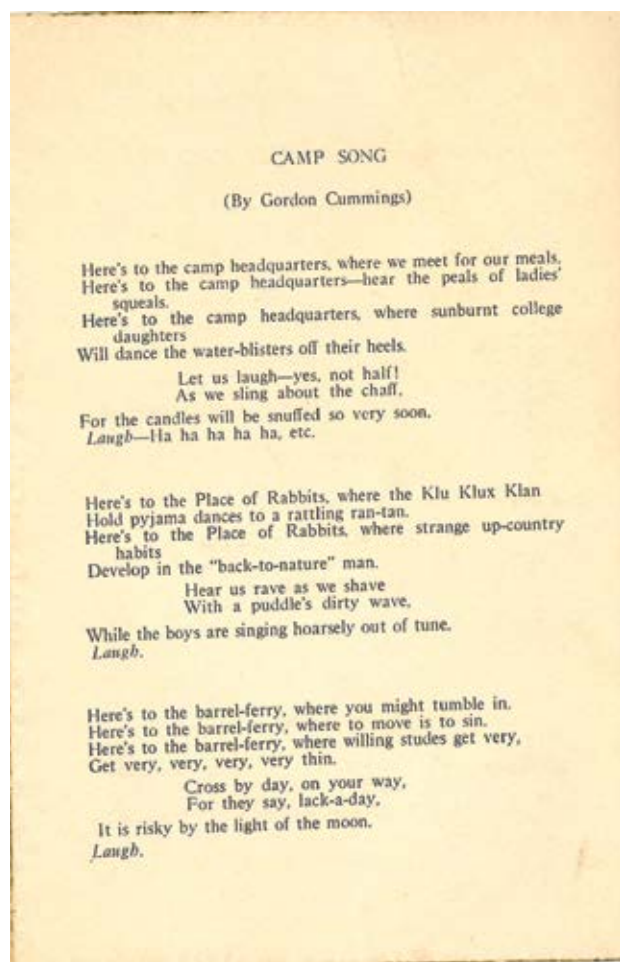 CAMP SONG
(By Gordon Cummings)
Here's to the camp headquarters, where we meet for our meals.
Here's to the camp headquarters—hear the peals of ladies'
squeals.
Here's to the camp headquarters, where sunburnt college
daughters
Will dance the water-blisters off their heels.
Let us laugh—yes, not half!
As we sling about the chaff,
For the candles will be snuffed so very soon.
Laugh—Ha ha ha ha ha, etc.
Here's to the Place of Rabbits, where the Klu Klux Klan
Hold pyjama dances to a rattling ran-tan.
Here's to the Place of Rabbits, where strange up-country
habits
Develop in the "back-to-nature" man.
Hear us rave as we shave
With a puddle's dirty wave,
While the boys are singing hoarsely out of tune.
Laugh.
Here's to the barrel-ferry, where you might tumble in.
Here's to the barrel-ferry, where to move is to sin.
Here's to the barrel-ferry, where willing studes get very,
Get very, very, very, very thin.
Cross by day, on your way,
For they say, lack-a-day,
It is risky by the light of the moon.
Laugh.